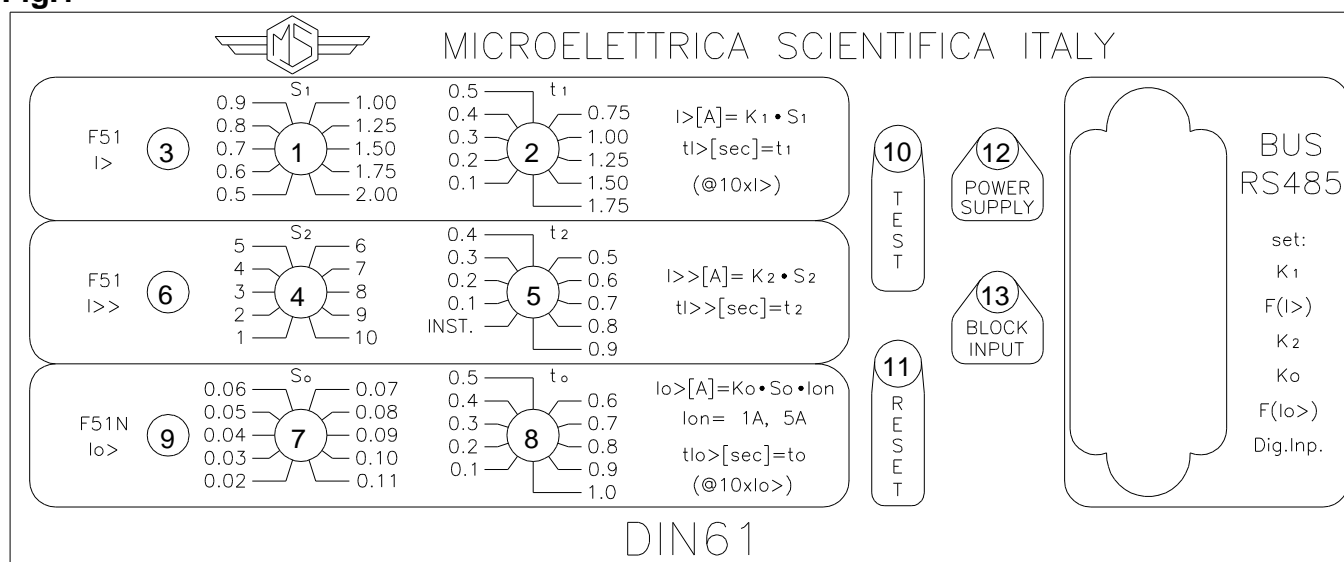 Fig.1
MS MICROELETTRICA SCIENTIFICA ITALY
F51
I>
3
S1
0.9
0.8
0.7
0.6
0.5
1
1.00
1.25
1.50
1.75
2.00
t1
0.5
0.4
0.3
0.2
0.1
2
0.75
1.00
1.25
1.50
1.75
I>[A]= K1•S1
tI>[sec]=t1
(@10xI>)
F51
I>>
6
S2
5
4
3
2
1
4
6
7
8
9
10
t2
0.4
0.3
0.2
0.1
INST.
5
0.5
0.6
0.7
0.8
0.9
I>>[A]= K2•S2
tI>>[sec]=t2
F51N
Io>
9
So
0.06
0.05
0.04
0.03
0.02
7
0.07
0.08
0.09
0.10
0.11
to
0.5
0.4
0.3
0.2
0.1
8
0.6
0.7
0.8
0.9
1.0
Io>[A]=Ko•So•Ion
Ion= 1A, 5A
tIo>[sec]=to
(@10xIo>)
10
TEST
11
RESET
12
POWER
SUPPLY
13
BLOCK
INPUT
BUS
RS485
set:
K1
F(I>)
K2
Ko
F(Io>)
Dig.Inp.
DIN61